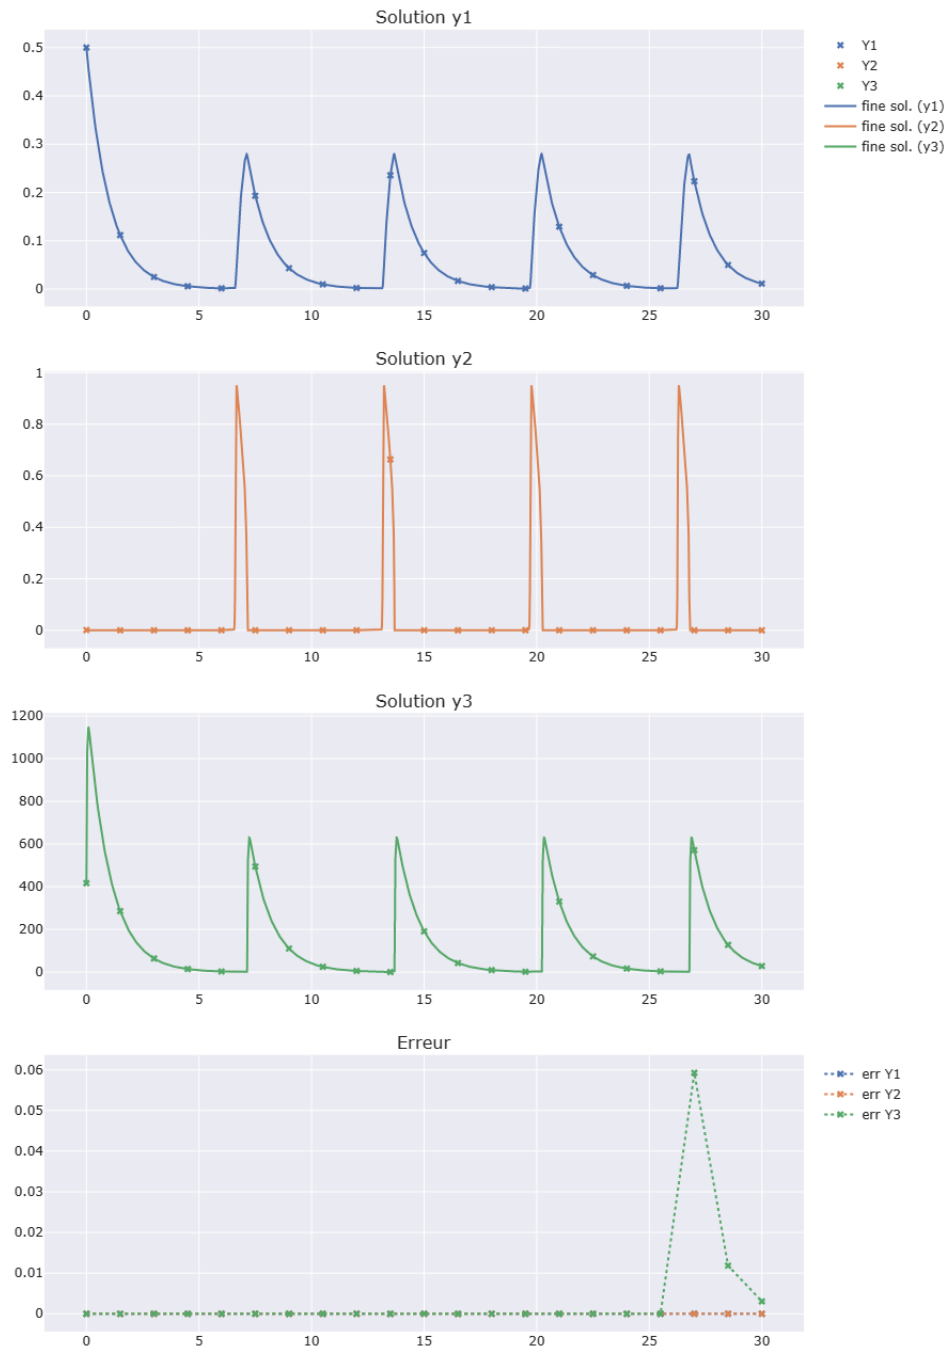 Solution y1
0.5
0.4
0.3
0.2
0.1
0
0 5 10 15 20 25 30
Y1
Y2
Y3
fine sol. (y1)
fine sol. (y2)
fine sol. (y3)
Solution y2
1
0.8
0.6
0.4
0.2
0
0 5 10 15 20 25 30
Solution y3
1200
1000
800
600
400
200
0
0 5 10 15 20 25 30
Erreur
0.06
0.05
0.04
0.03
0.02
0.01
0
0 5 10 15 20 25 30
err Y1
err Y2
err Y3